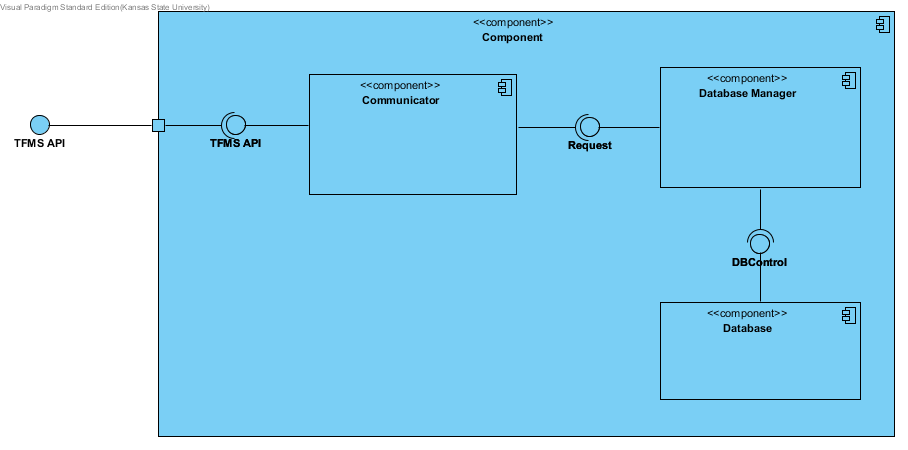 Visual Paradigm Standard Edition(Kansas State University)
<<component>>
Component
<<component>>
Communicator
<<component>>
Database Manager
TFMS API
TFMS API
Request
DBControl
<<component>>
Database